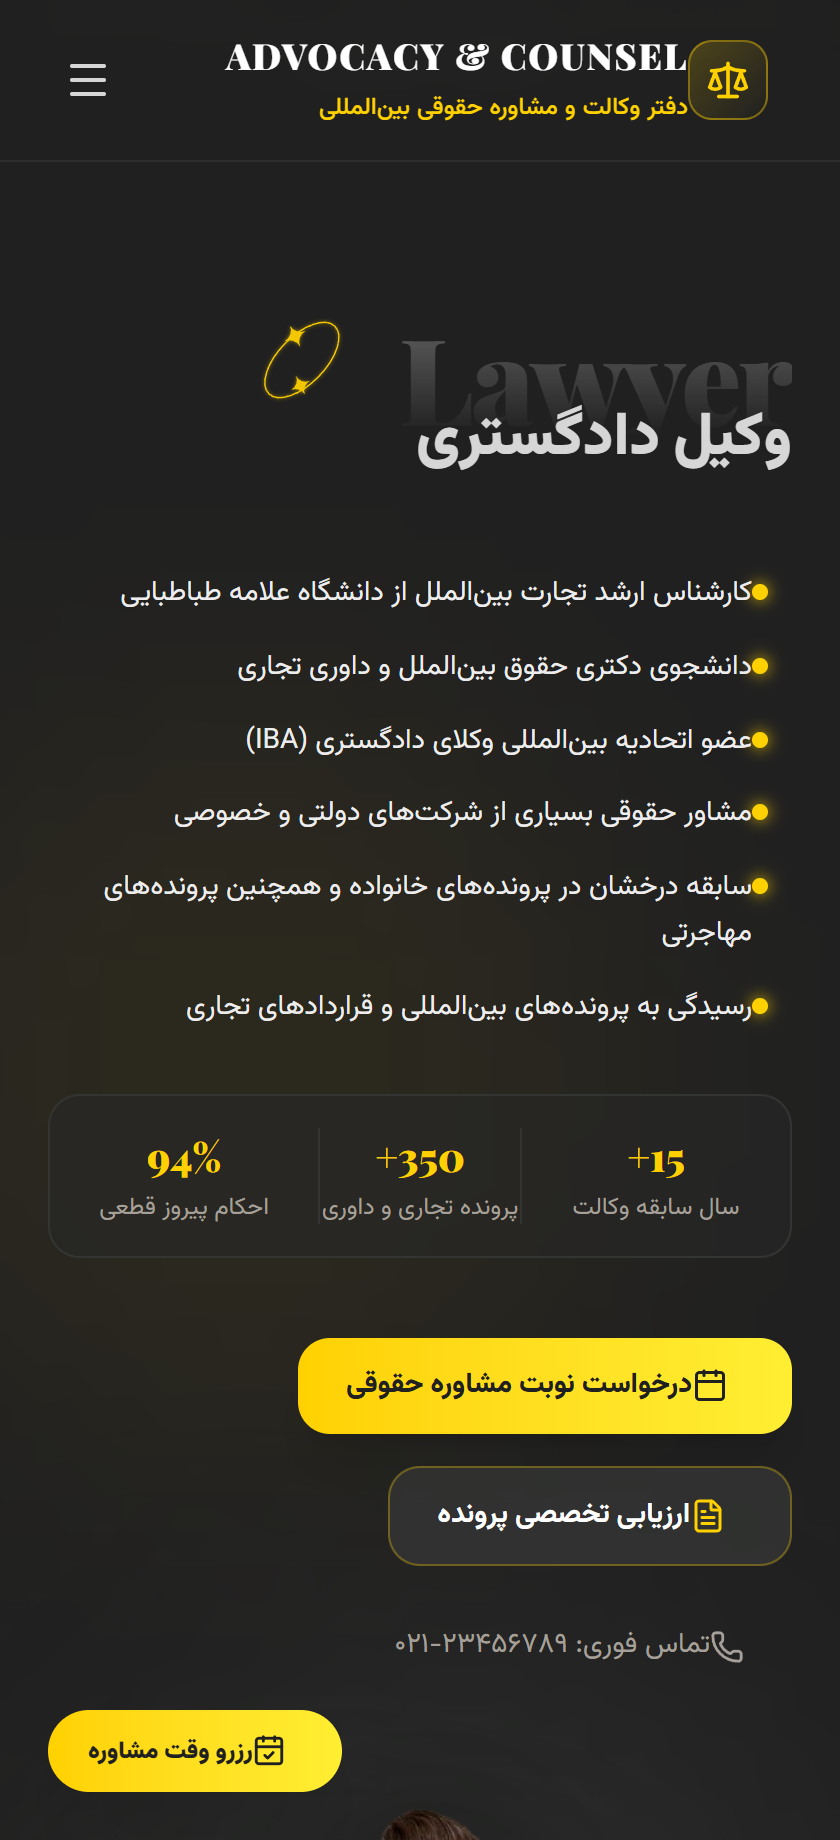 ADVOCACY & COUNSEL
دفتر وکالت و مشاوره حقوقی بین‌المللی
Lawyer
وکیل دادگستری
کارشناس ارشد تجارت بین‌الملل از دانشگاه علامه طباطبایی
دانشجوی دکتری حقوق بین‌الملل و داوری تجاری
عضو اتحادیه بین‌المللی وکلای دادگستری (IBA)
مشاور حقوقی بسیاری از شرکت‌های دولتی و خصوصی
سابقه درخشان در پرونده‌های خانواده و همچنین پرونده‌های
مهاجرتی
رسیدگی به پرونده‌های بین‌المللی و قراردادهای تجاری
+15
سال سابقه وکالت
+350
پرونده تجاری و داوری
94%
احکام پیروز قطعی
درخواست نوبت مشاوره حقوقی
ارزیابی تخصصی پرونده
تماس فوری: ۰۲۱-۲۳۴۵۶۷۸۹
رزرو وقت مشاوره